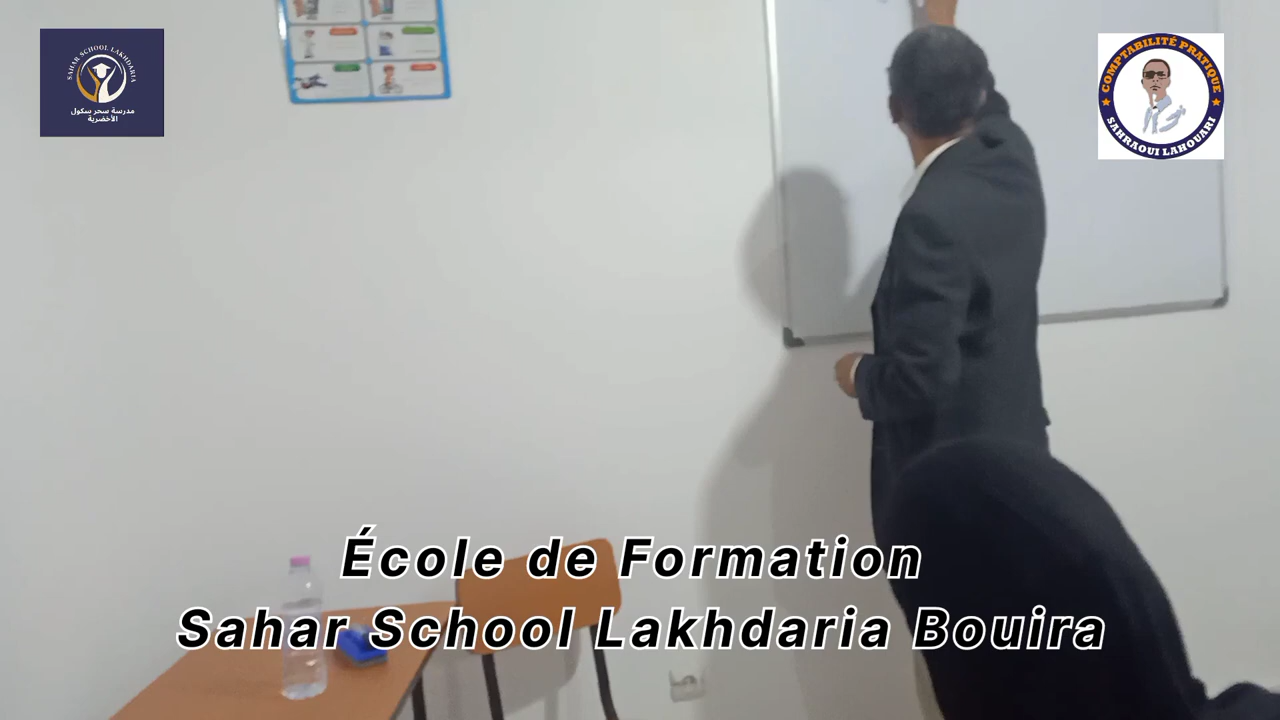 SAHAR SCHOOL LAKHDARIA
مدرسة سحر سكول
الأخضرية
COMPTABILITÉ PRATIQUE
SAHRAOUI LAHOUARI
École de Formation
Sahar School Lakhdaria Bouira